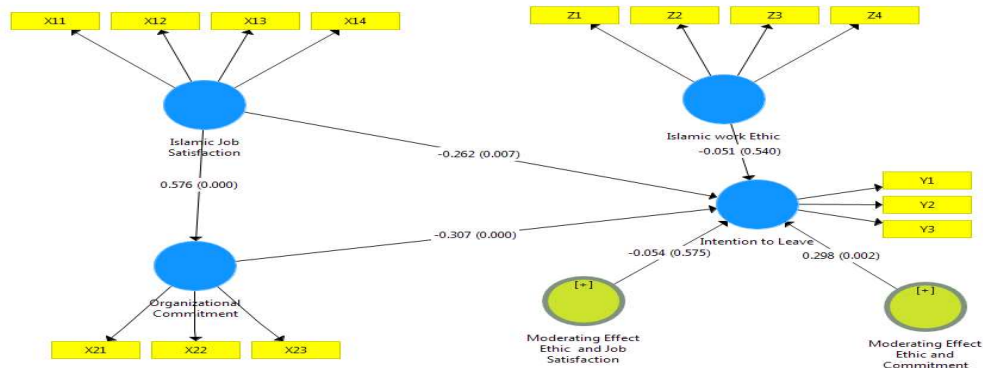 X11 X12 X13 X14
Z1 Z2 Z3 Z4
Islamic Job
Satisfaction
Islamic work Ethic
-0.051 (0.540)
-0.262 (0.007)
0.576 (0.000)
Y1
Y2
Y3
-0.307 (0.000)
Intention to Leave
-0.054 (0.575)
0.298 (0.002)
Organizational
Commitment
[+]
[+]
Moderating Effect
Ethic and Job
Satisfaction
Moderating Effect
Ethic and
Commitment
X21 X22 X23